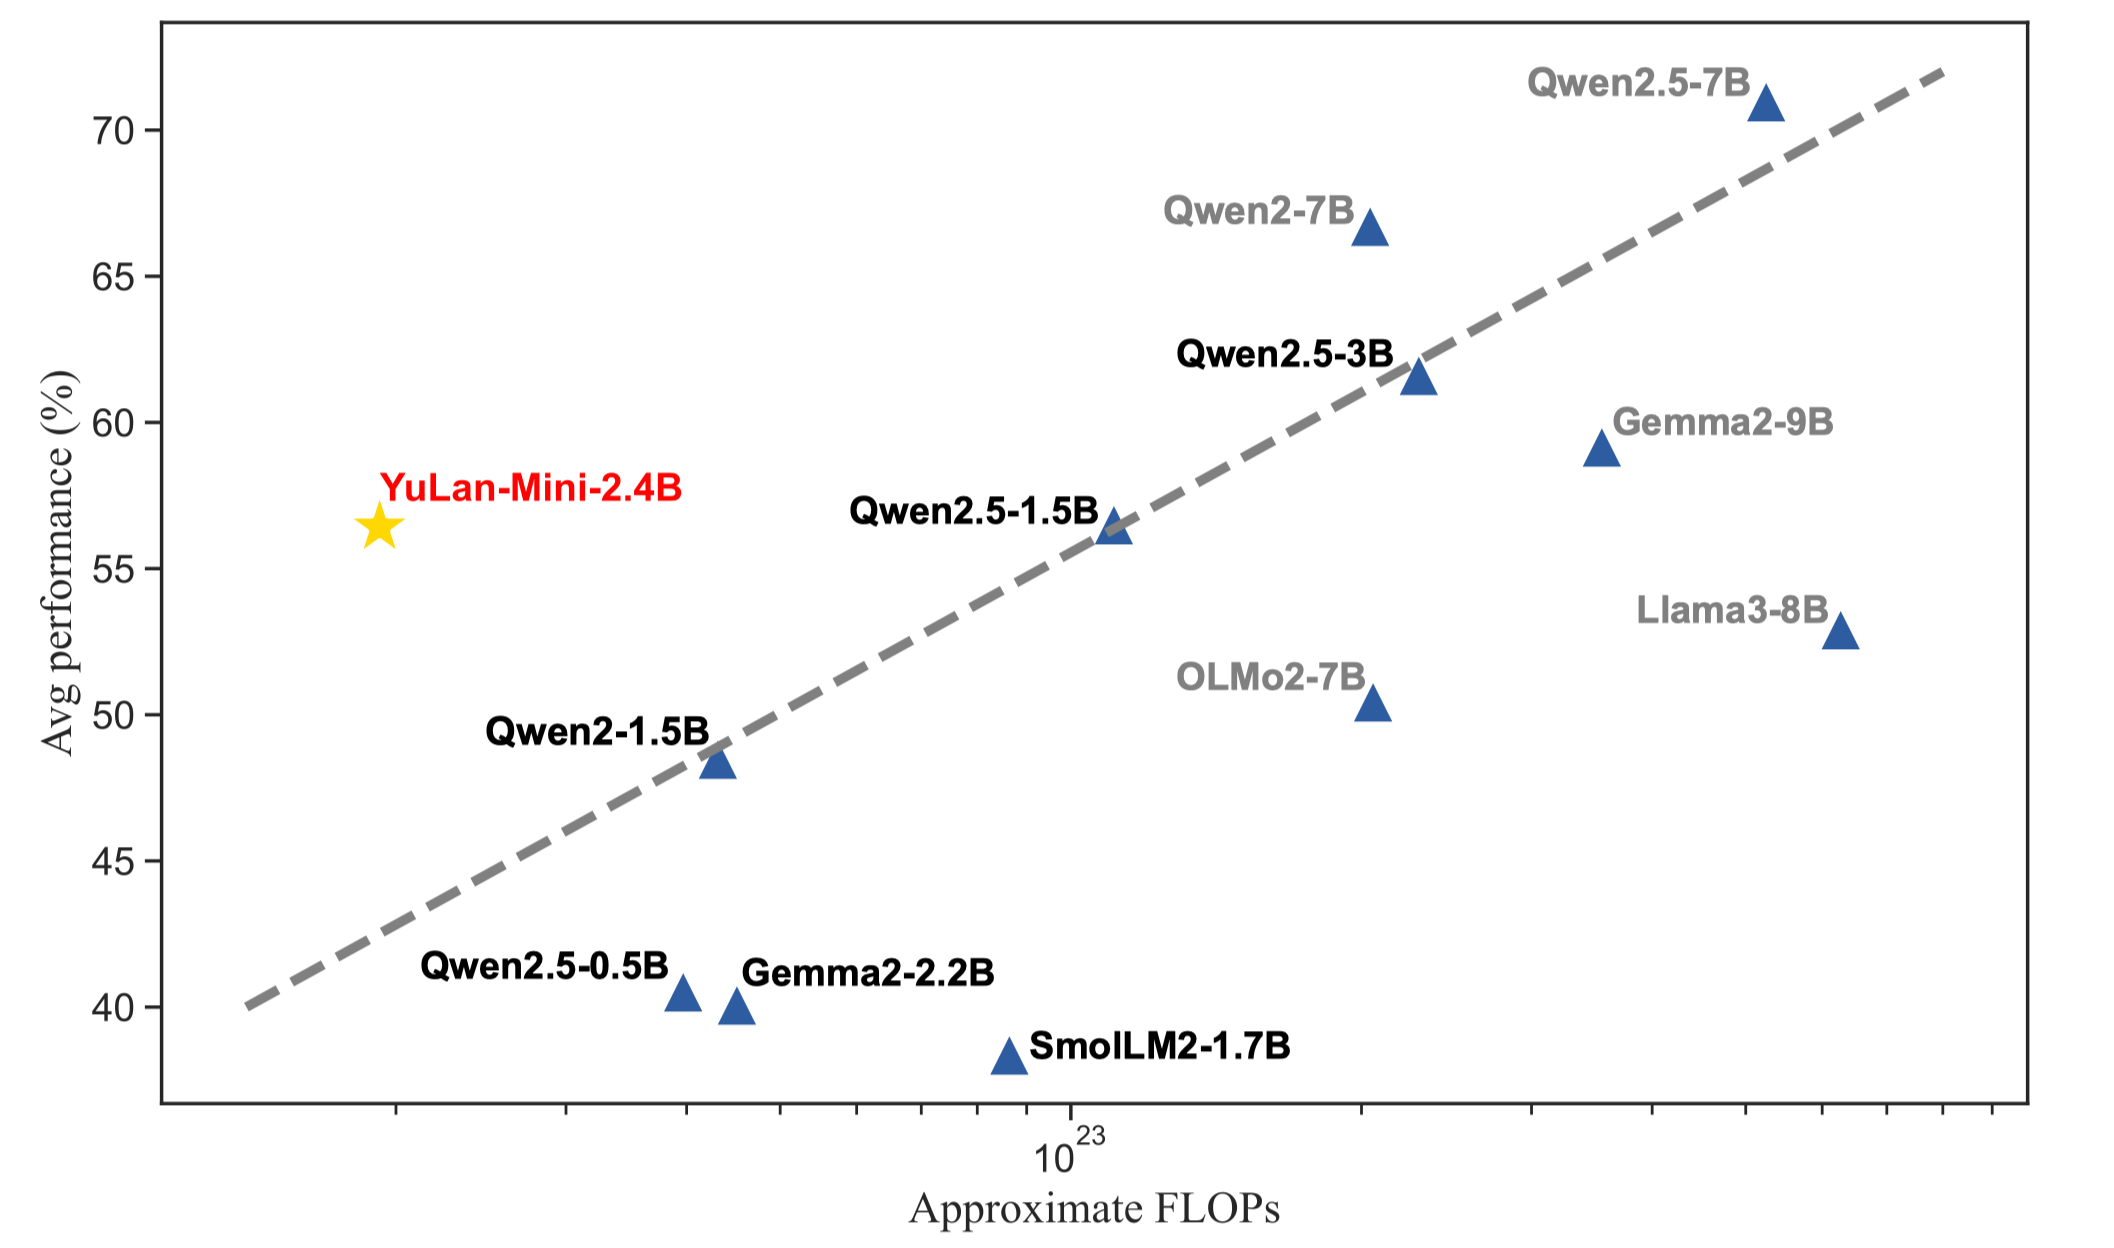 Qwen2.5-7B
70
Qwen2-7B
65
Qwen2.5-3B
60
Gemma2-9B
YuLan-Mini-2.4B
Qwen2.5-1.5B
55
Llama3-8B
OLMo2-7B
50
Qwen2-1.5B
45
Qwen2.5-0.5B
Gemma2-2.2B
40
SmolLM2-1.7B
Avg performance (%)
10^23
Approximate FLOPs